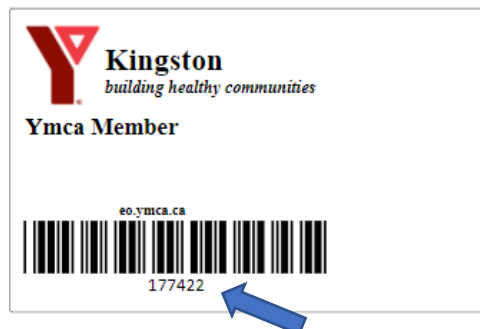 Kingston
building healthy communities
Ymca Member
eo.ymca.ca
177422